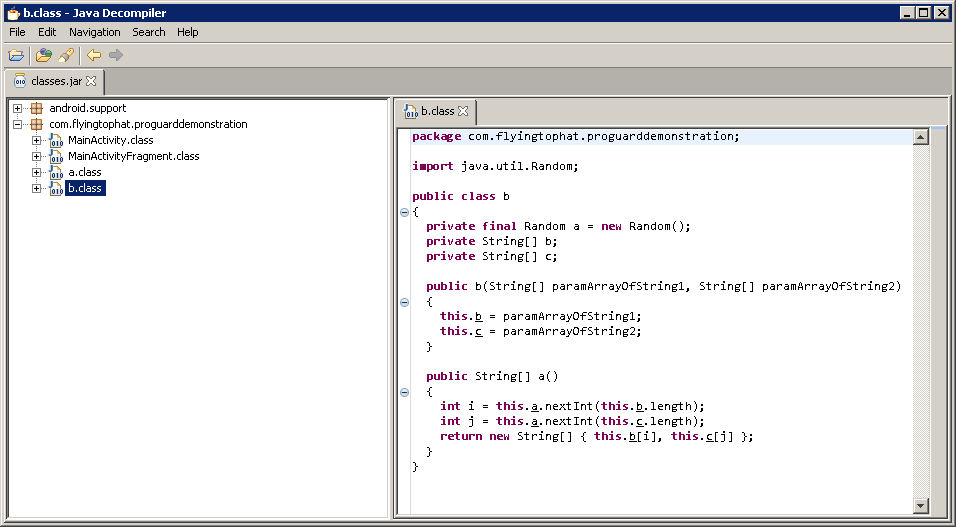 b.class - Java Decompiler
File Edit Navigation Search Help
classes.jar
android.support
com.flyingtophat.proguarddemonstration
MainActivity.class
MainActivityFragment.class
a.class
b.class
b.class
package com.flyingtophat.proguarddemonstration;

import java.util.Random;

public class b
{
  private final Random a = new Random();
  private String[] b;
  private String[] c;

  public b(String[] paramArrayOfString1, String[] paramArrayOfString2)
  {
    this.b = paramArrayOfString1;
    this.c = paramArrayOfString2;
  }

  public String[] a()
  {
    int i = this.a.nextInt(this.b.length);
    int j = this.a.nextInt(this.c.length);
    return new String[] { this.b[i], this.c[j] };
  }
}